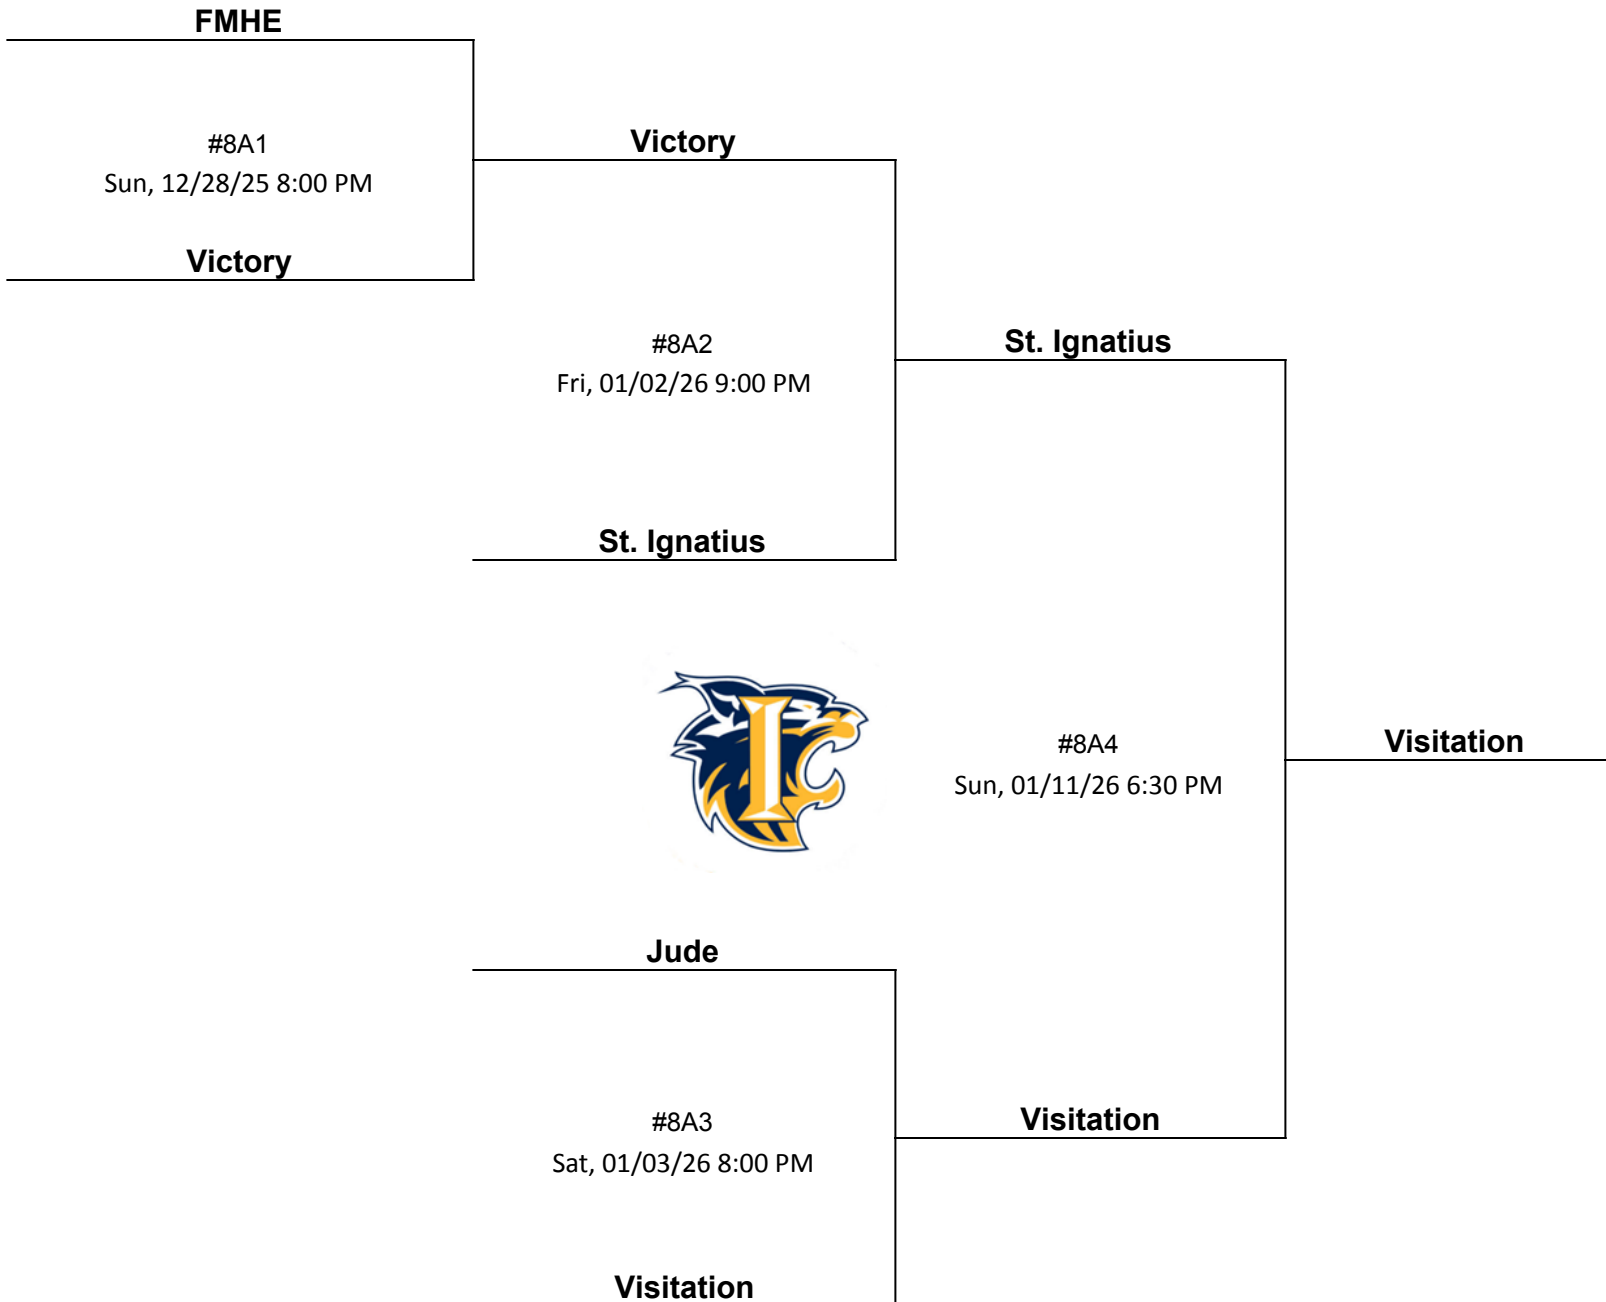 FMHE
#8A1
Sun, 12/28/25 8:00 PM
Victory
Victory
#8A2
Fri, 01/02/26 9:00 PM
St. Ignatius
St. Ignatius
IC
#8A4
Sun, 01/11/26 6:30 PM
Visitation
Jude
#8A3
Sat, 01/03/26 8:00 PM
Visitation
Visitation